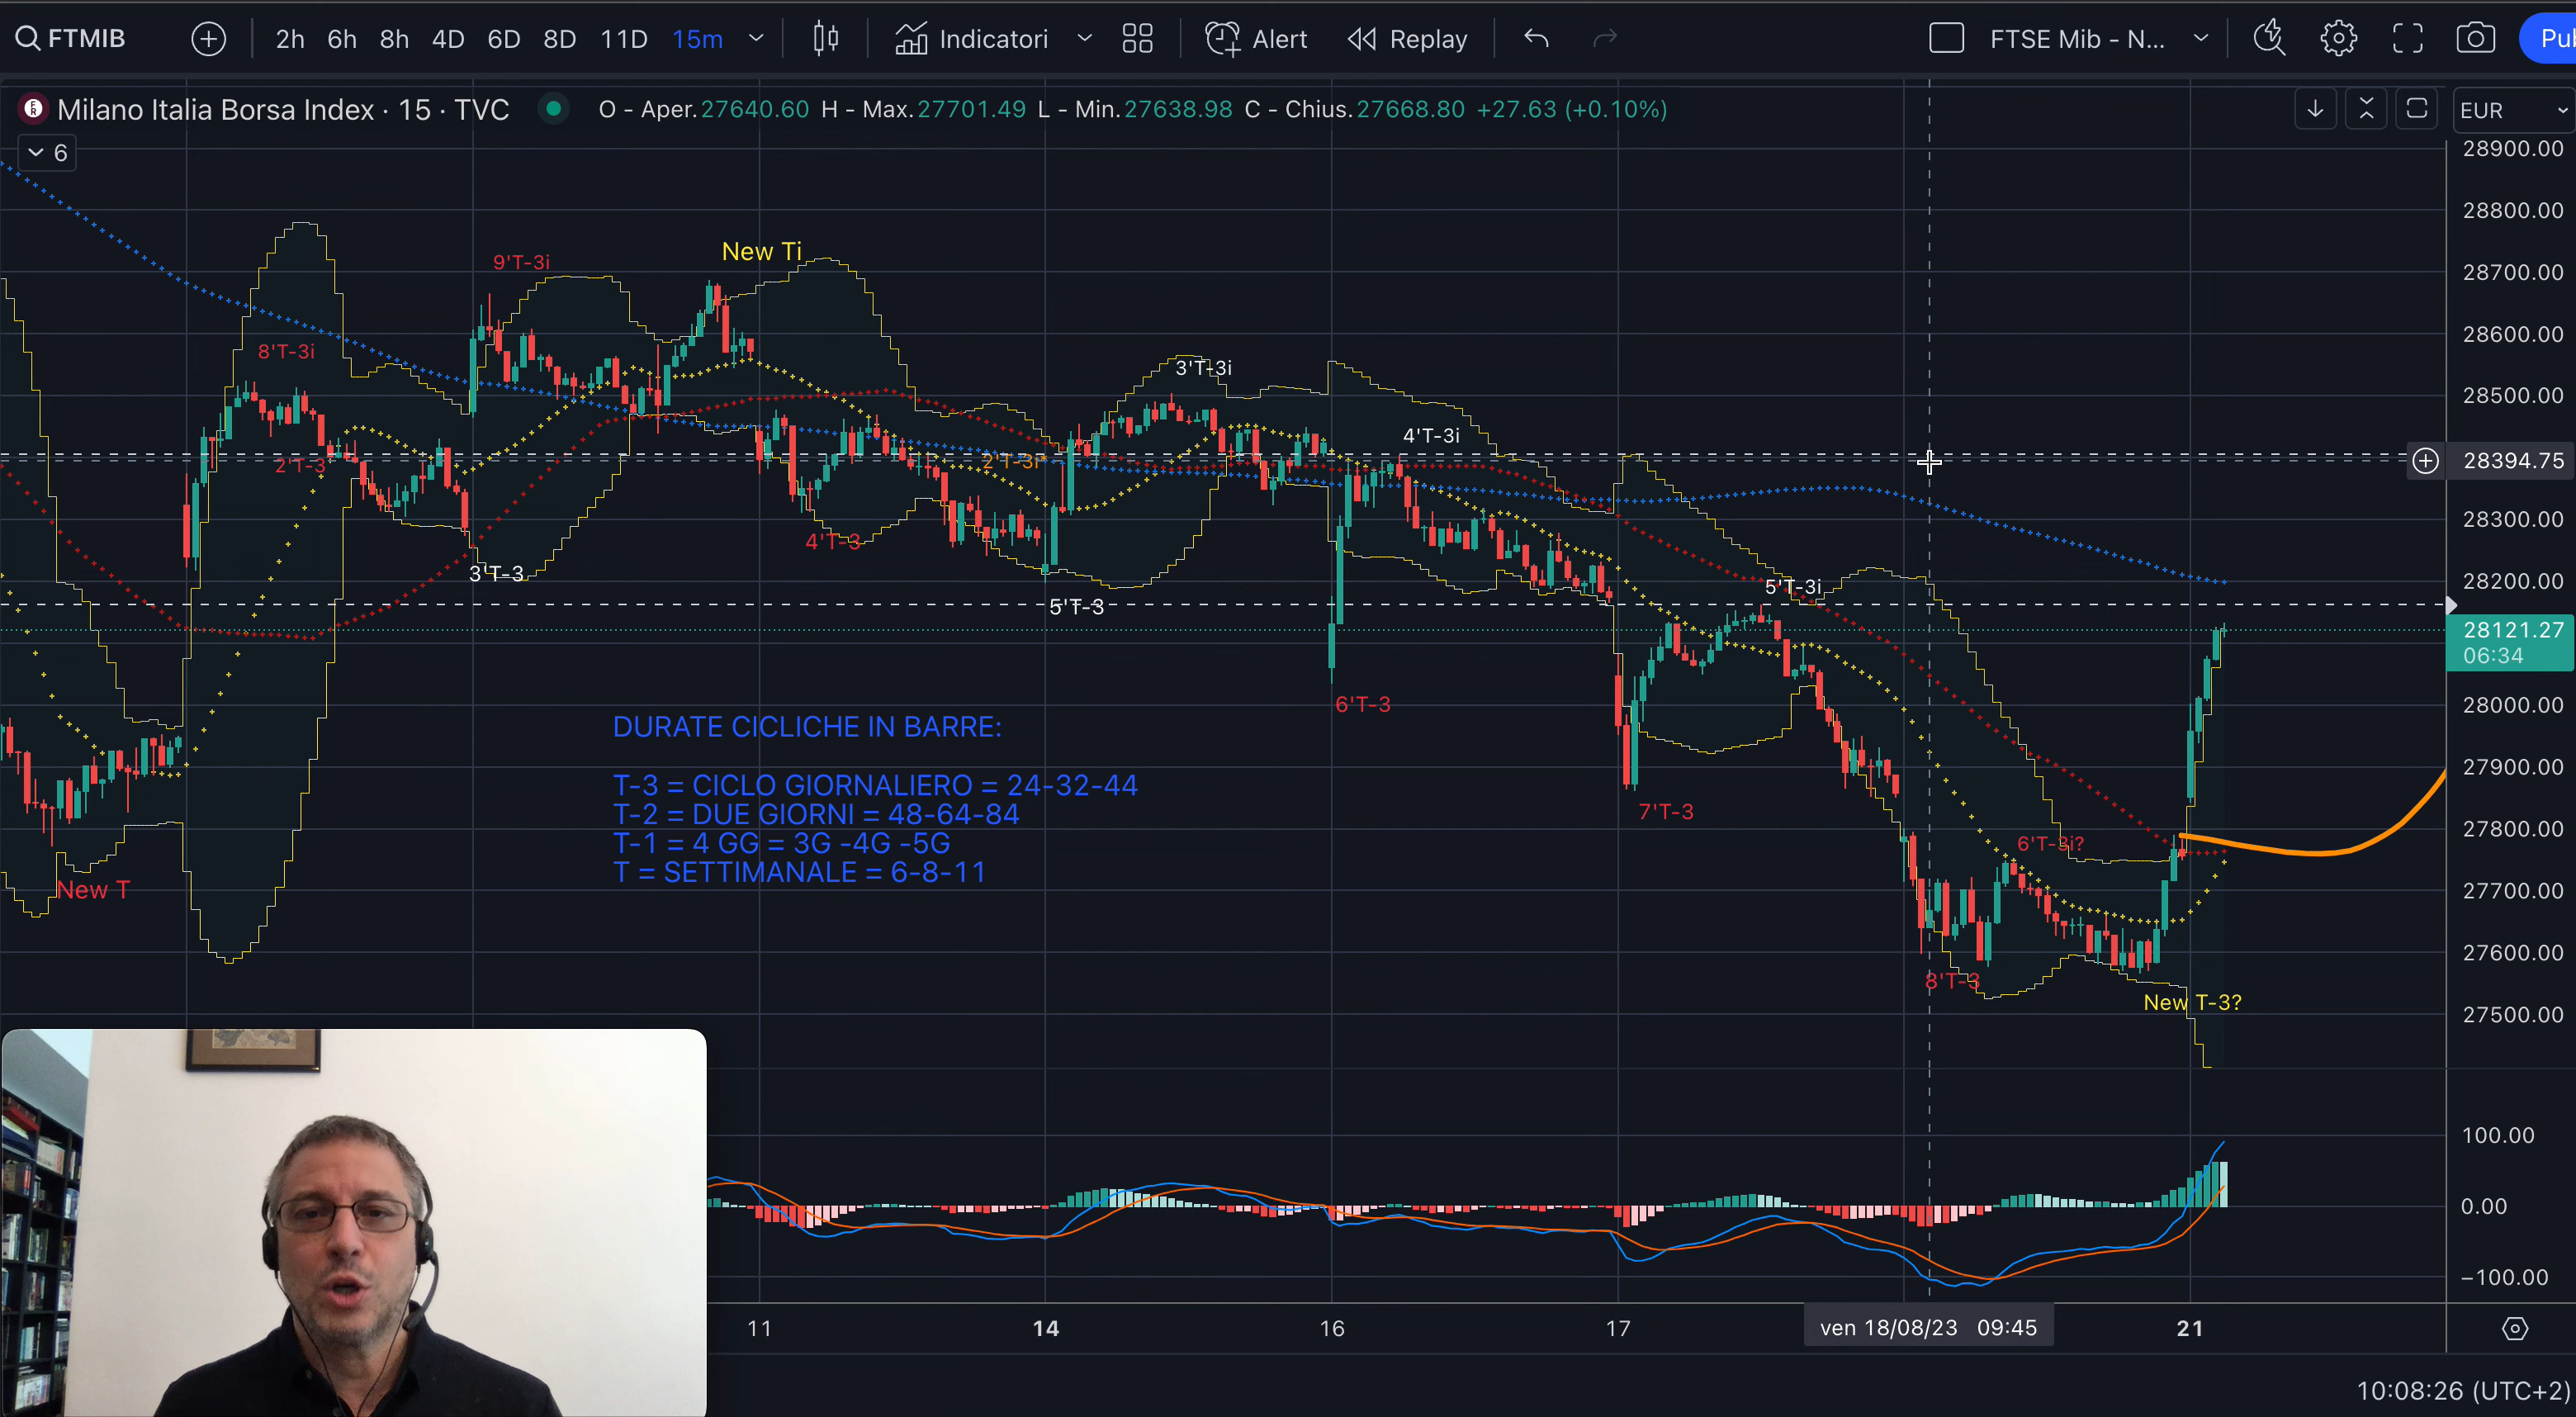 FTMIB 2h 6h 8h 4D 6D 8D 11D 15m Indicatori Alert Replay FTSE Mib - N...
Milano Italia Borsa Index · 15 · TVC O - Aper.27640.60 H - Max.27701.49 L - Min.27638.98 C - Chius.27668.80 +27.63 (+0.10%) EUR
6
28900.00
28800.00
New Ti
9'T-3i
28700.00
28600.00
8'T-3i
3'T-3i
28500.00
4'T-3i
2'T-3
2'T-3i
28394.75
28300.00
4'T-3
3'T-3
28200.00
5'T-3i
5'T-3
28121.27
06:34
6'T-3
28000.00
DURATE CICLICHE IN BARRE:
27900.00
T-3 = CICLO GIORNALIERO = 24-32-44
T-2 = DUE GIORNI = 48-64-84
T-1 = 4 GG = 3G -4G -5G
T = SETTIMANALE = 6-8-11
7'T-3
27800.00
6'T-3i?
New T
27700.00
27600.00
8'T-3
New T-3?
27500.00
100.00
0.00
−100.00
11 14 16 17 ven 18/08/23 09:45 21
10:08:26 (UTC+2)